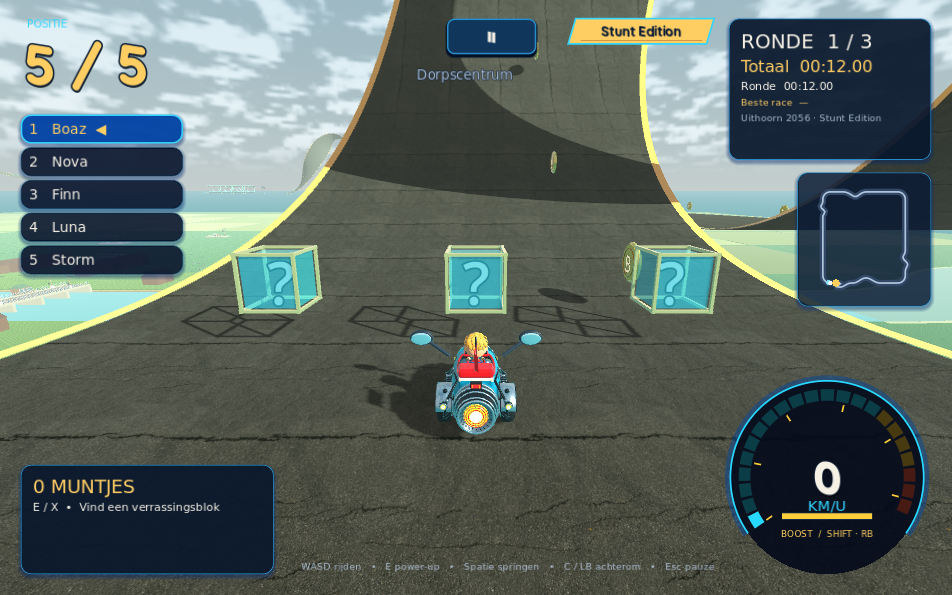 POSITIE
5 / 5
1 Boaz ◀
2 Nova
3 Finn
4 Luna
5 Storm
Dorpscentrum
Stunt Edition
RONDE 1 / 3
Totaal 00:12.00
Ronde 00:12.00
Beste race —
Uithoorn 2056 · Stunt Edition
?
?
?
0 MUNTJES
E / X • Vind een verrassingsblok
0
KM/U
BOOST / SHIFT · RB
WASD rijden • E power-up • Spatie springen • C / LB achterom • Esc pauze